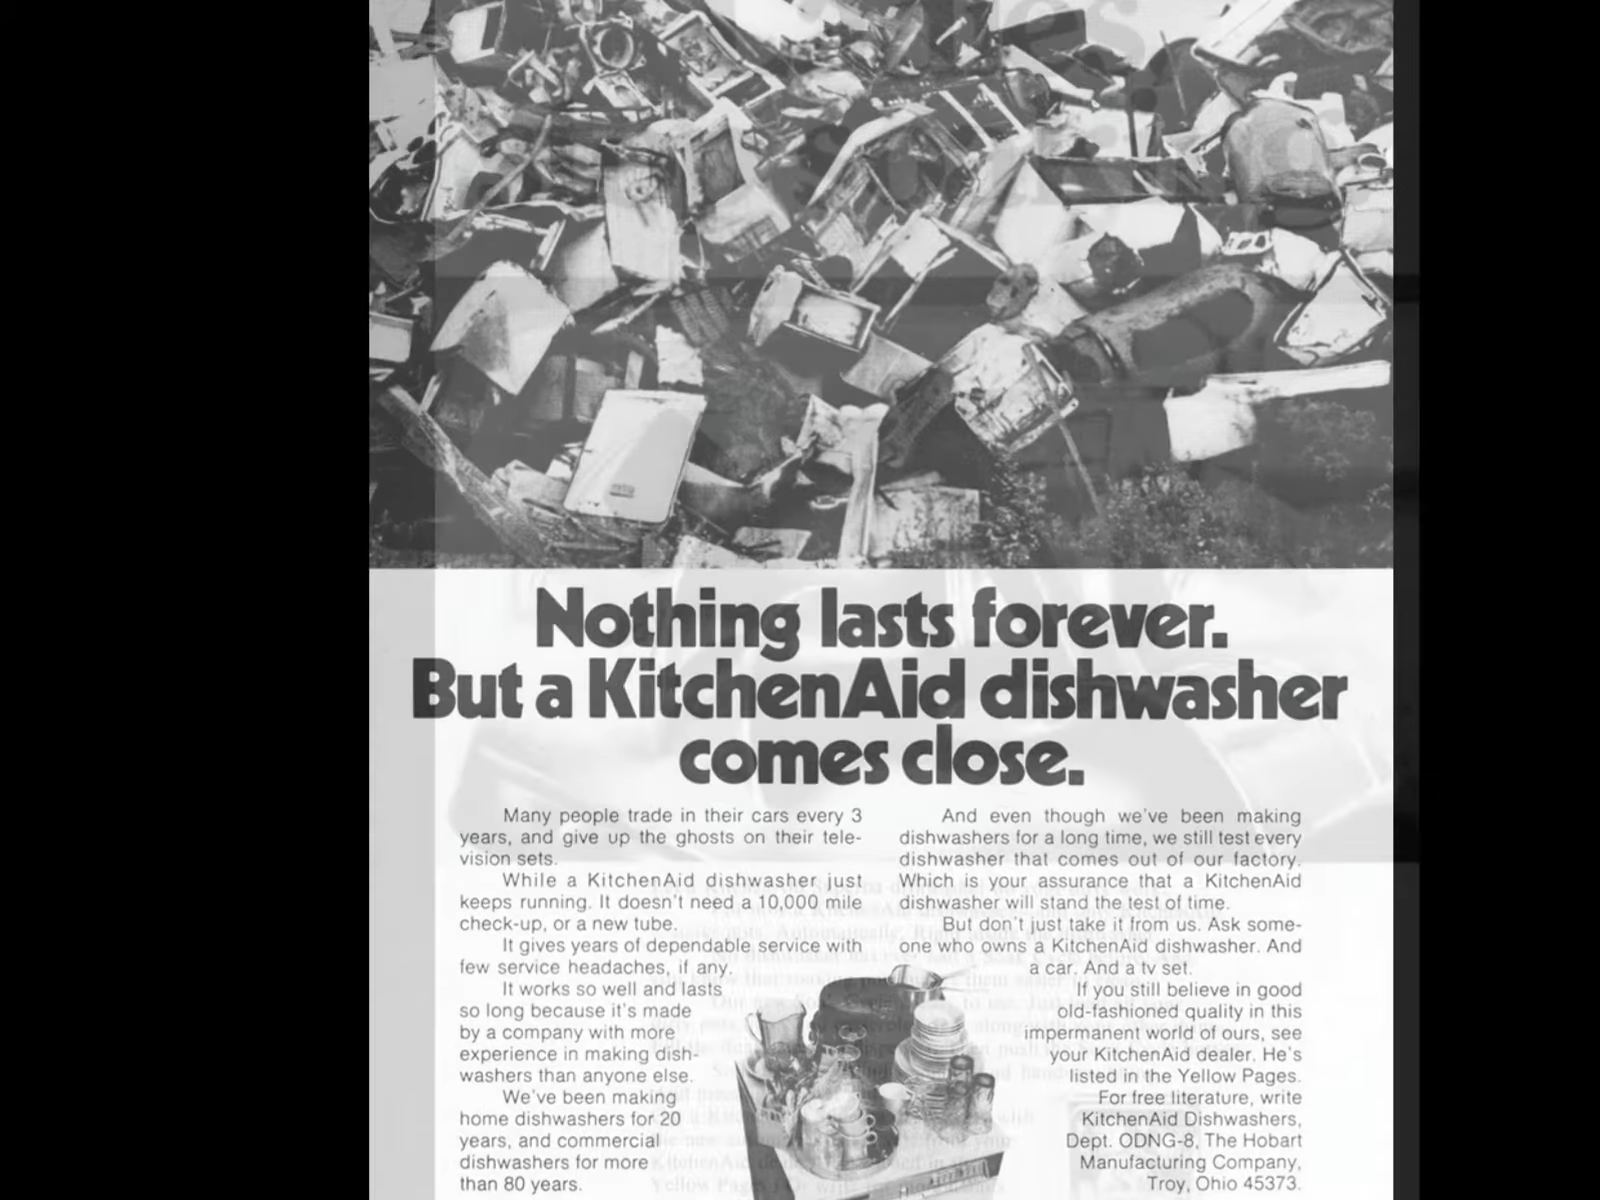 Nothing lasts forever.
But a KitchenAid dishwasher
comes close.
Many people trade in their cars every 3
years, and give up the ghosts on their tele-
vision sets.
While a KitchenAid dishwasher just
keeps running. It doesn't need a 10,000 mile
check-up, or a new tube.
It gives years of dependable service with
few service headaches, if any.
It works so well and lasts
so long because it's made
by a company with more
experience in making dish-
washers than anyone else.
We've been making
home dishwashers for 20
years, and commercial
dishwashers for more
than 80 years.
And even though we've been making
dishwashers for a long time, we still test every
dishwasher that comes out of our factory.
Which is your assurance that a KitchenAid
dishwasher will stand the test of time.
But don't just take it from us. Ask some-
one who owns a KitchenAid dishwasher. And
a car. And a tv set.
If you still believe in good
old-fashioned quality in this
impermanent world of ours, see
your KitchenAid dealer. He's
listed in the Yellow Pages.
For free literature, write
KitchenAid Dishwashers,
Dept. ODNG-8, The Hobart
Manufacturing Company,
Troy, Ohio 45373.